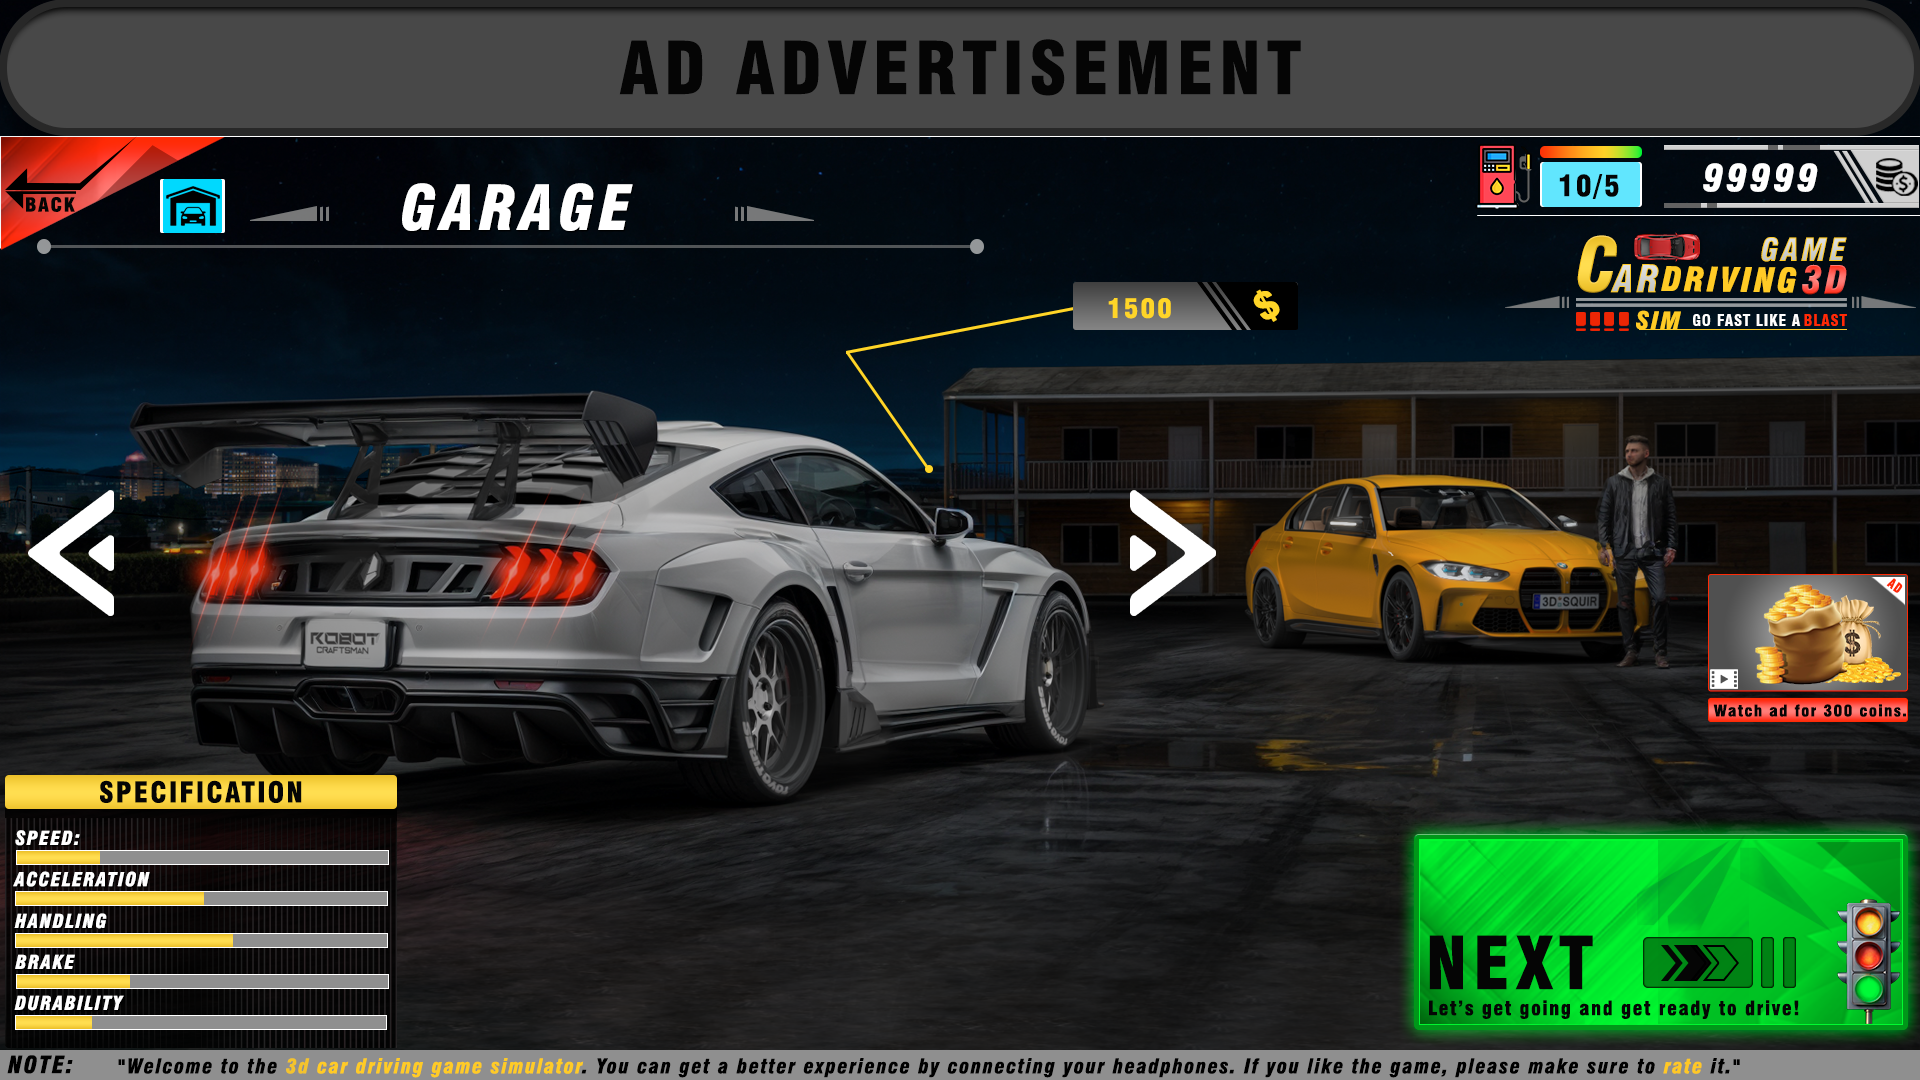 AD ADVERTISEMENT
BACK
GARAGE
10/5
99999
GAME
CARDRIVING 3D
SIM GO FAST LIKE A BLAST
1500 $
ROBOT
CRAFTSMAN
3D SQUIR
AD
$
Watch ad for 300 coins.
SPECIFICATION
SPEED:
ACCELERATION
HANDLING
BRAKE
DURABILITY
NEXT
Let's get going and get ready to drive!
NOTE: "Welcome to the 3d car driving game simulator. You can get a better experience by connecting your headphones. If you like the game, please make sure to rate it."